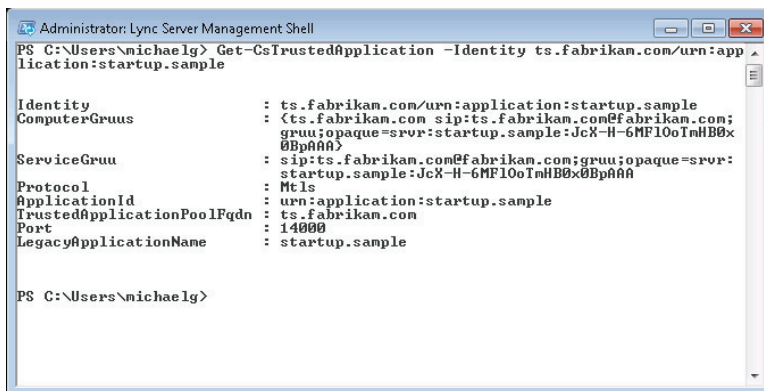 Administrator: Lync Server Management Shell
PS C:\Users\michaelg> Get-CsTrustedApplication -Identity ts.fabrikam.com/urn:app
lication:startup.sample
Identity : ts.fabrikam.com/urn:application:startup.sample
ComputerGruus : {ts.fabrikam.com sip:ts.fabrikam.com@fabrikam.com;
gruu;opaque=srvr:startup.sample:JcX-H-6MFlOoTmHB0x
0BpAAA}
ServiceGruu : sip:ts.fabrikam.com@fabrikam.com;gruu;opaque=srvr:
startup.sample:JcX-H-6MFlOoTmHB0x0BpAAA
Protocol : Mtls
ApplicationId : urn:application:startup.sample
TrustedApplicationPoolFqdn : ts.fabrikam.com
Port : 14000
LegacyApplicationName : startup.sample
PS C:\Users\michaelg>